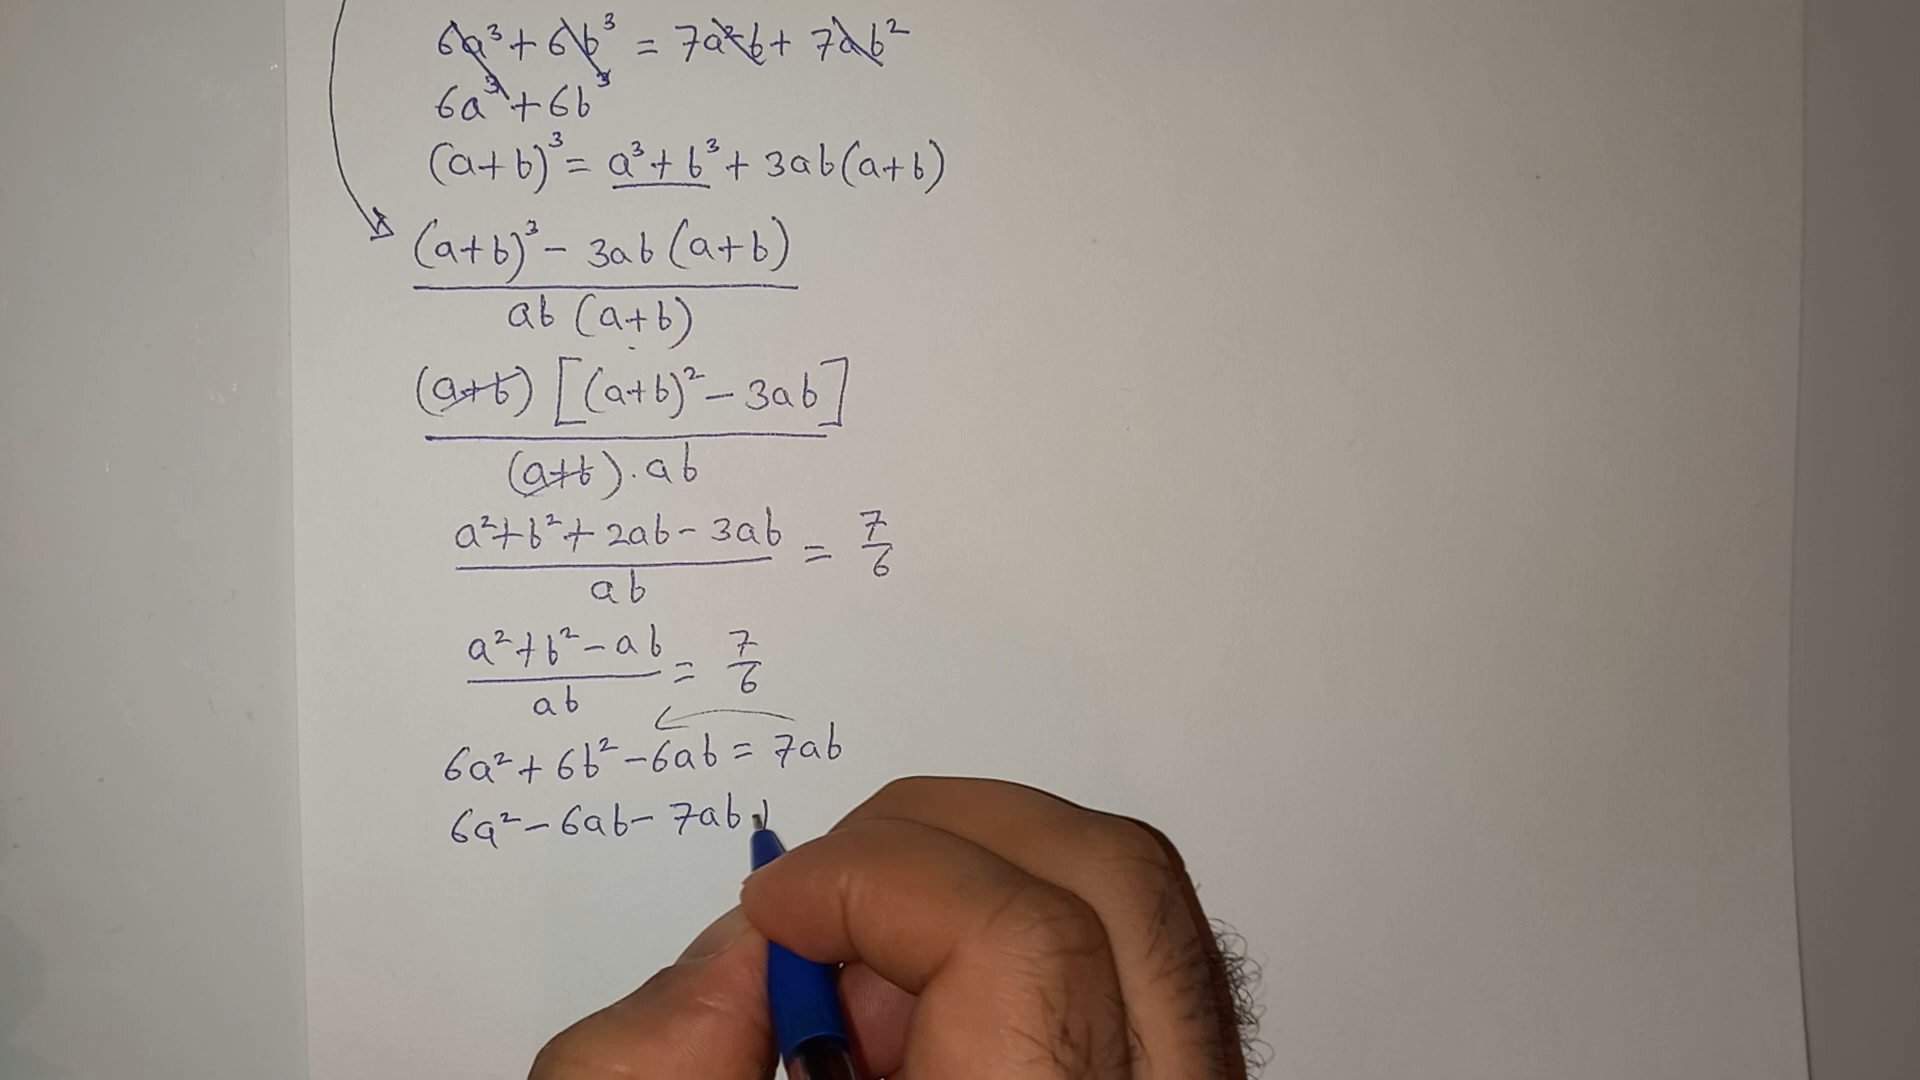 6a³ + 6b³ = 7a²b + 7ab²
6a³ + 6b³
(a+b)³ = a³ + b³ + 3ab(a+b)
(a+b)³ - 3ab(a+b)
ab(a+b)
(a+b)[(a+b)² - 3ab]
(a+b).ab
a²+b²+2ab-3ab = 7/6
ab
a²+b²-ab = 7/6
ab
6a²+6b²-6ab = 7ab
6a²-6ab-7ab